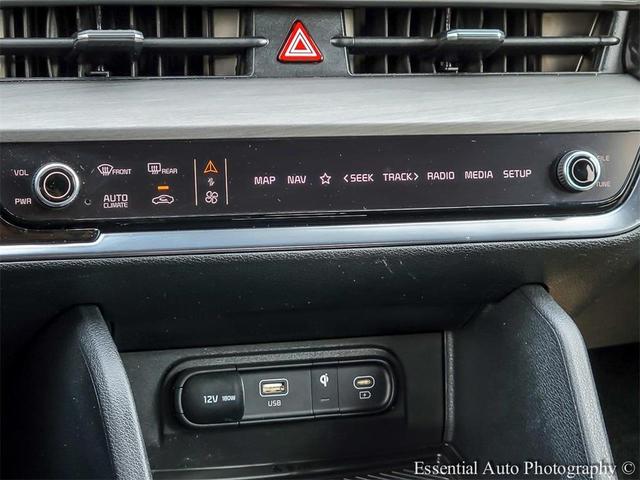 VOL FRONT REAR
MAP NAV <SEEK TRACK> RADIO MEDIA SETUP
PWR AUTO
CLIMATE
TUNE
12V 180W USB
Essential Auto Photography ©